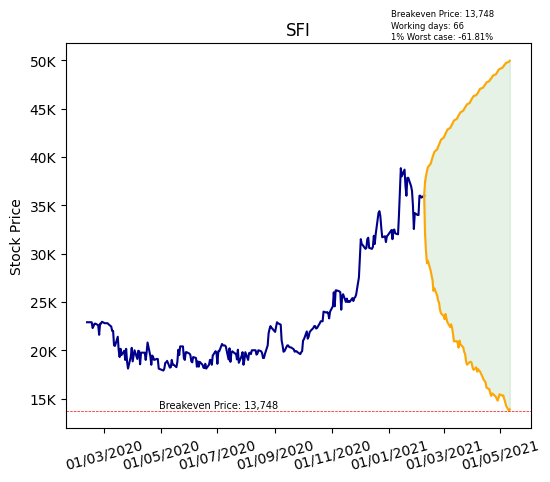 Breakeven Price: 13,748
Working days: 66
1% Worst case: -61.81%
SFI
Stock Price
50K
45K
40K
35K
30K
25K
20K
15K
Breakeven Price: 13,748
01/03/2020
01/05/2020
01/07/2020
01/09/2020
01/11/2020
01/01/2021
01/03/2021
01/05/2021